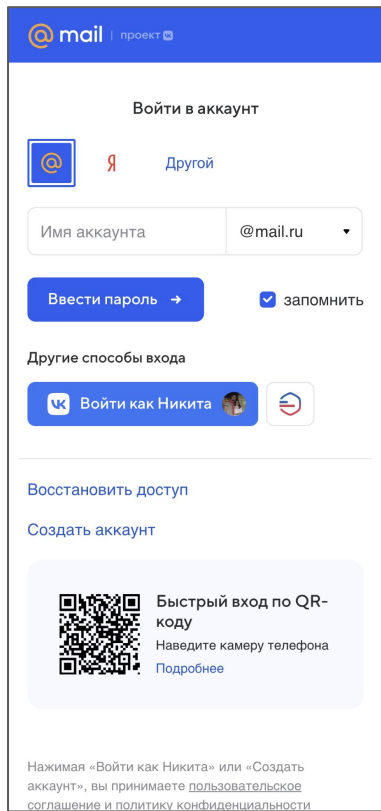 @ mail | проект VK
Войти в аккаунт
@ Я Другой
Имя аккаунта @mail.ru
Ввести пароль → запомнить
Другие способы входа
VK Войти как Никита
Восстановить доступ
Создать аккаунт
Быстрый вход по QR-
коду
Наведите камеру телефона
Подробнее
Нажимая «Войти как Никита» или «Создать
аккаунт», вы принимаете пользовательское
соглашение и политику конфиденциальности